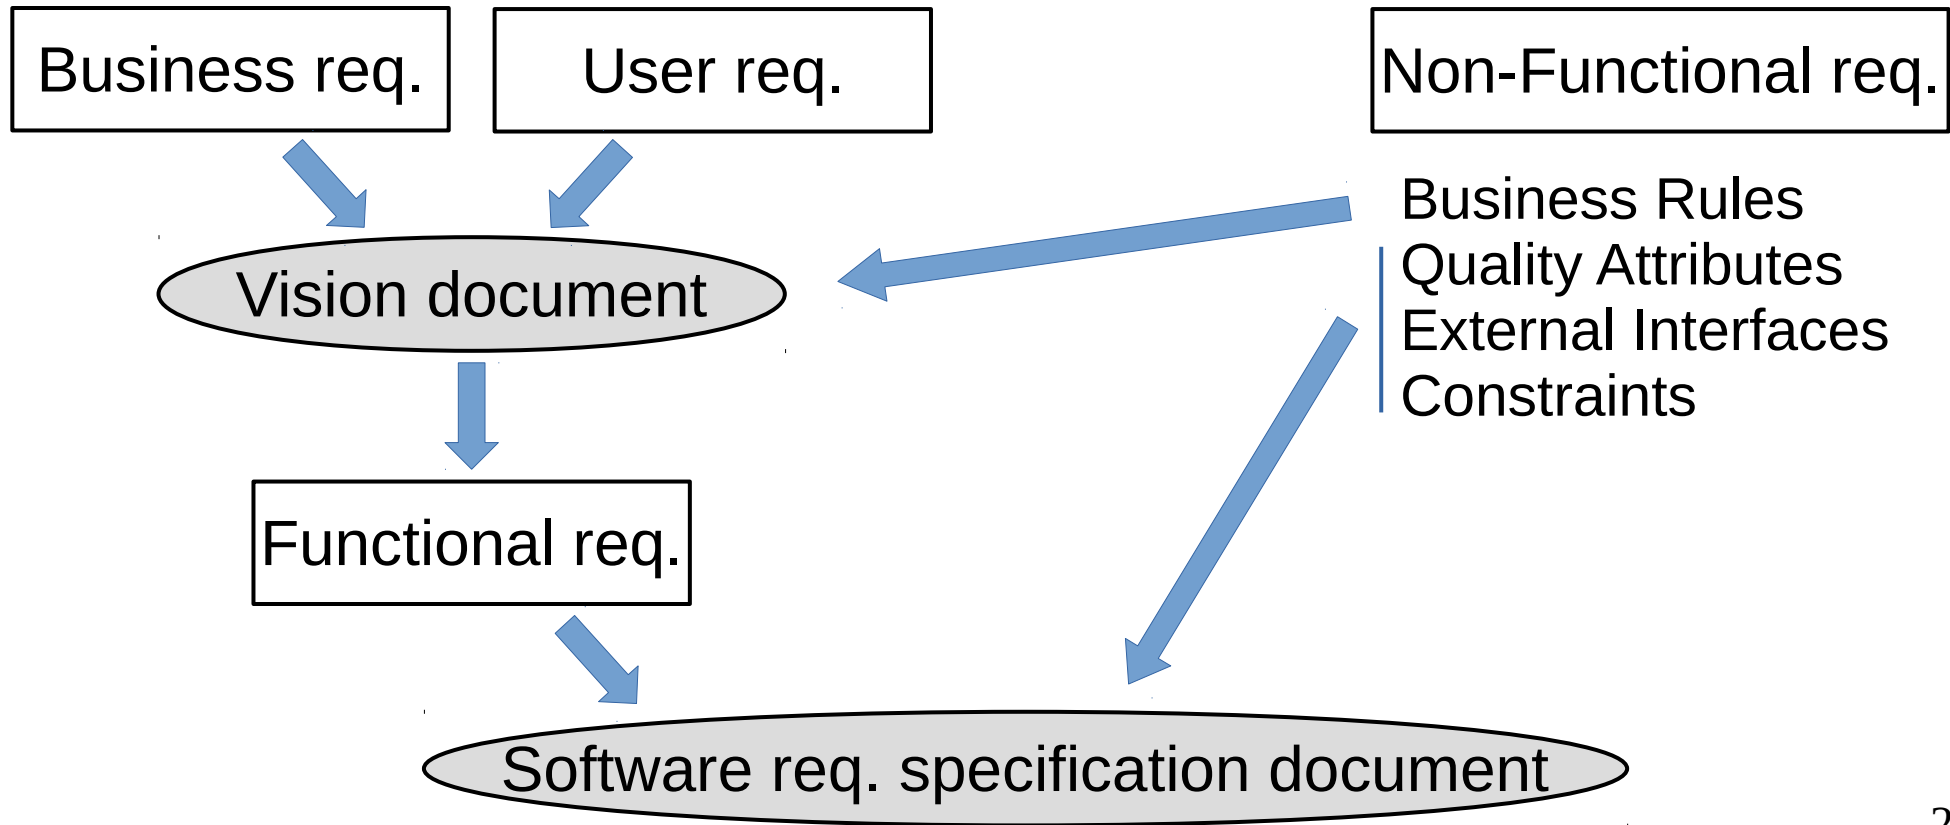 Business req.
User req.
Non-Functional req.
Business Rules
Quality Attributes
External Interfaces
Constraints
Vision document
Functional req.
Software req. specification document
2